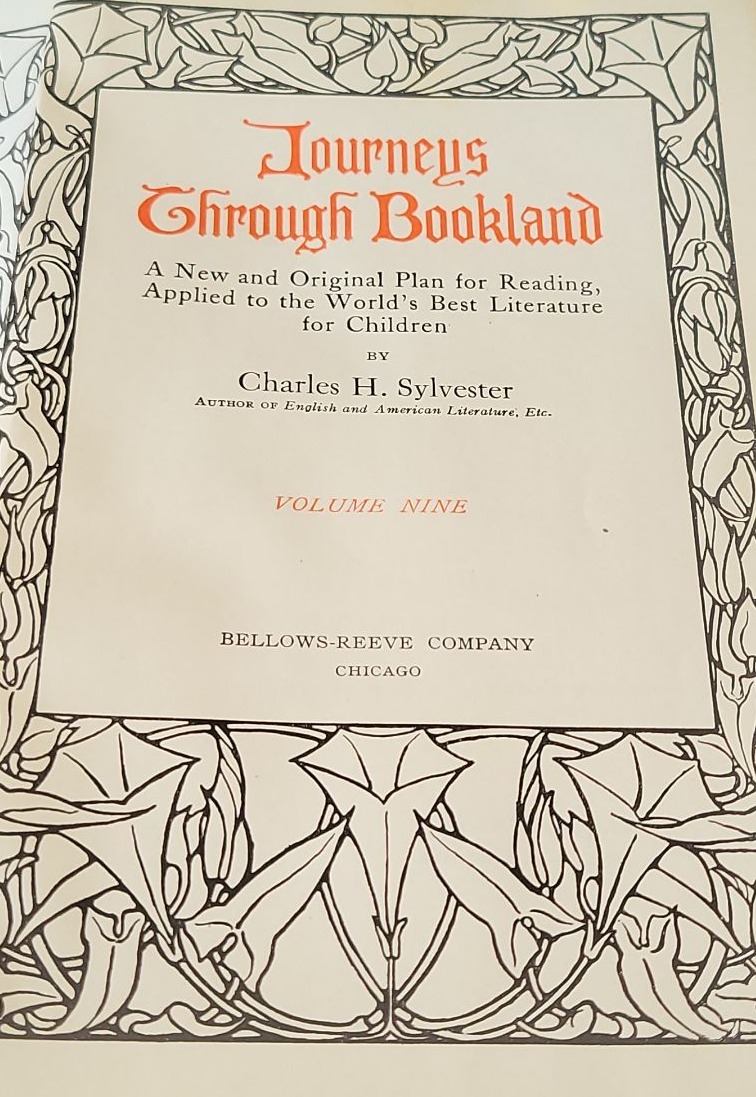 Journeys
Through Bookland
A New and Original Plan for Reading,
Applied to the World's Best Literature
for Children
BY
Charles H. Sylvester
AUTHOR OF English and American Literature, Etc.
VOLUME NINE
BELLOWS-REEVE COMPANY
CHICAGO